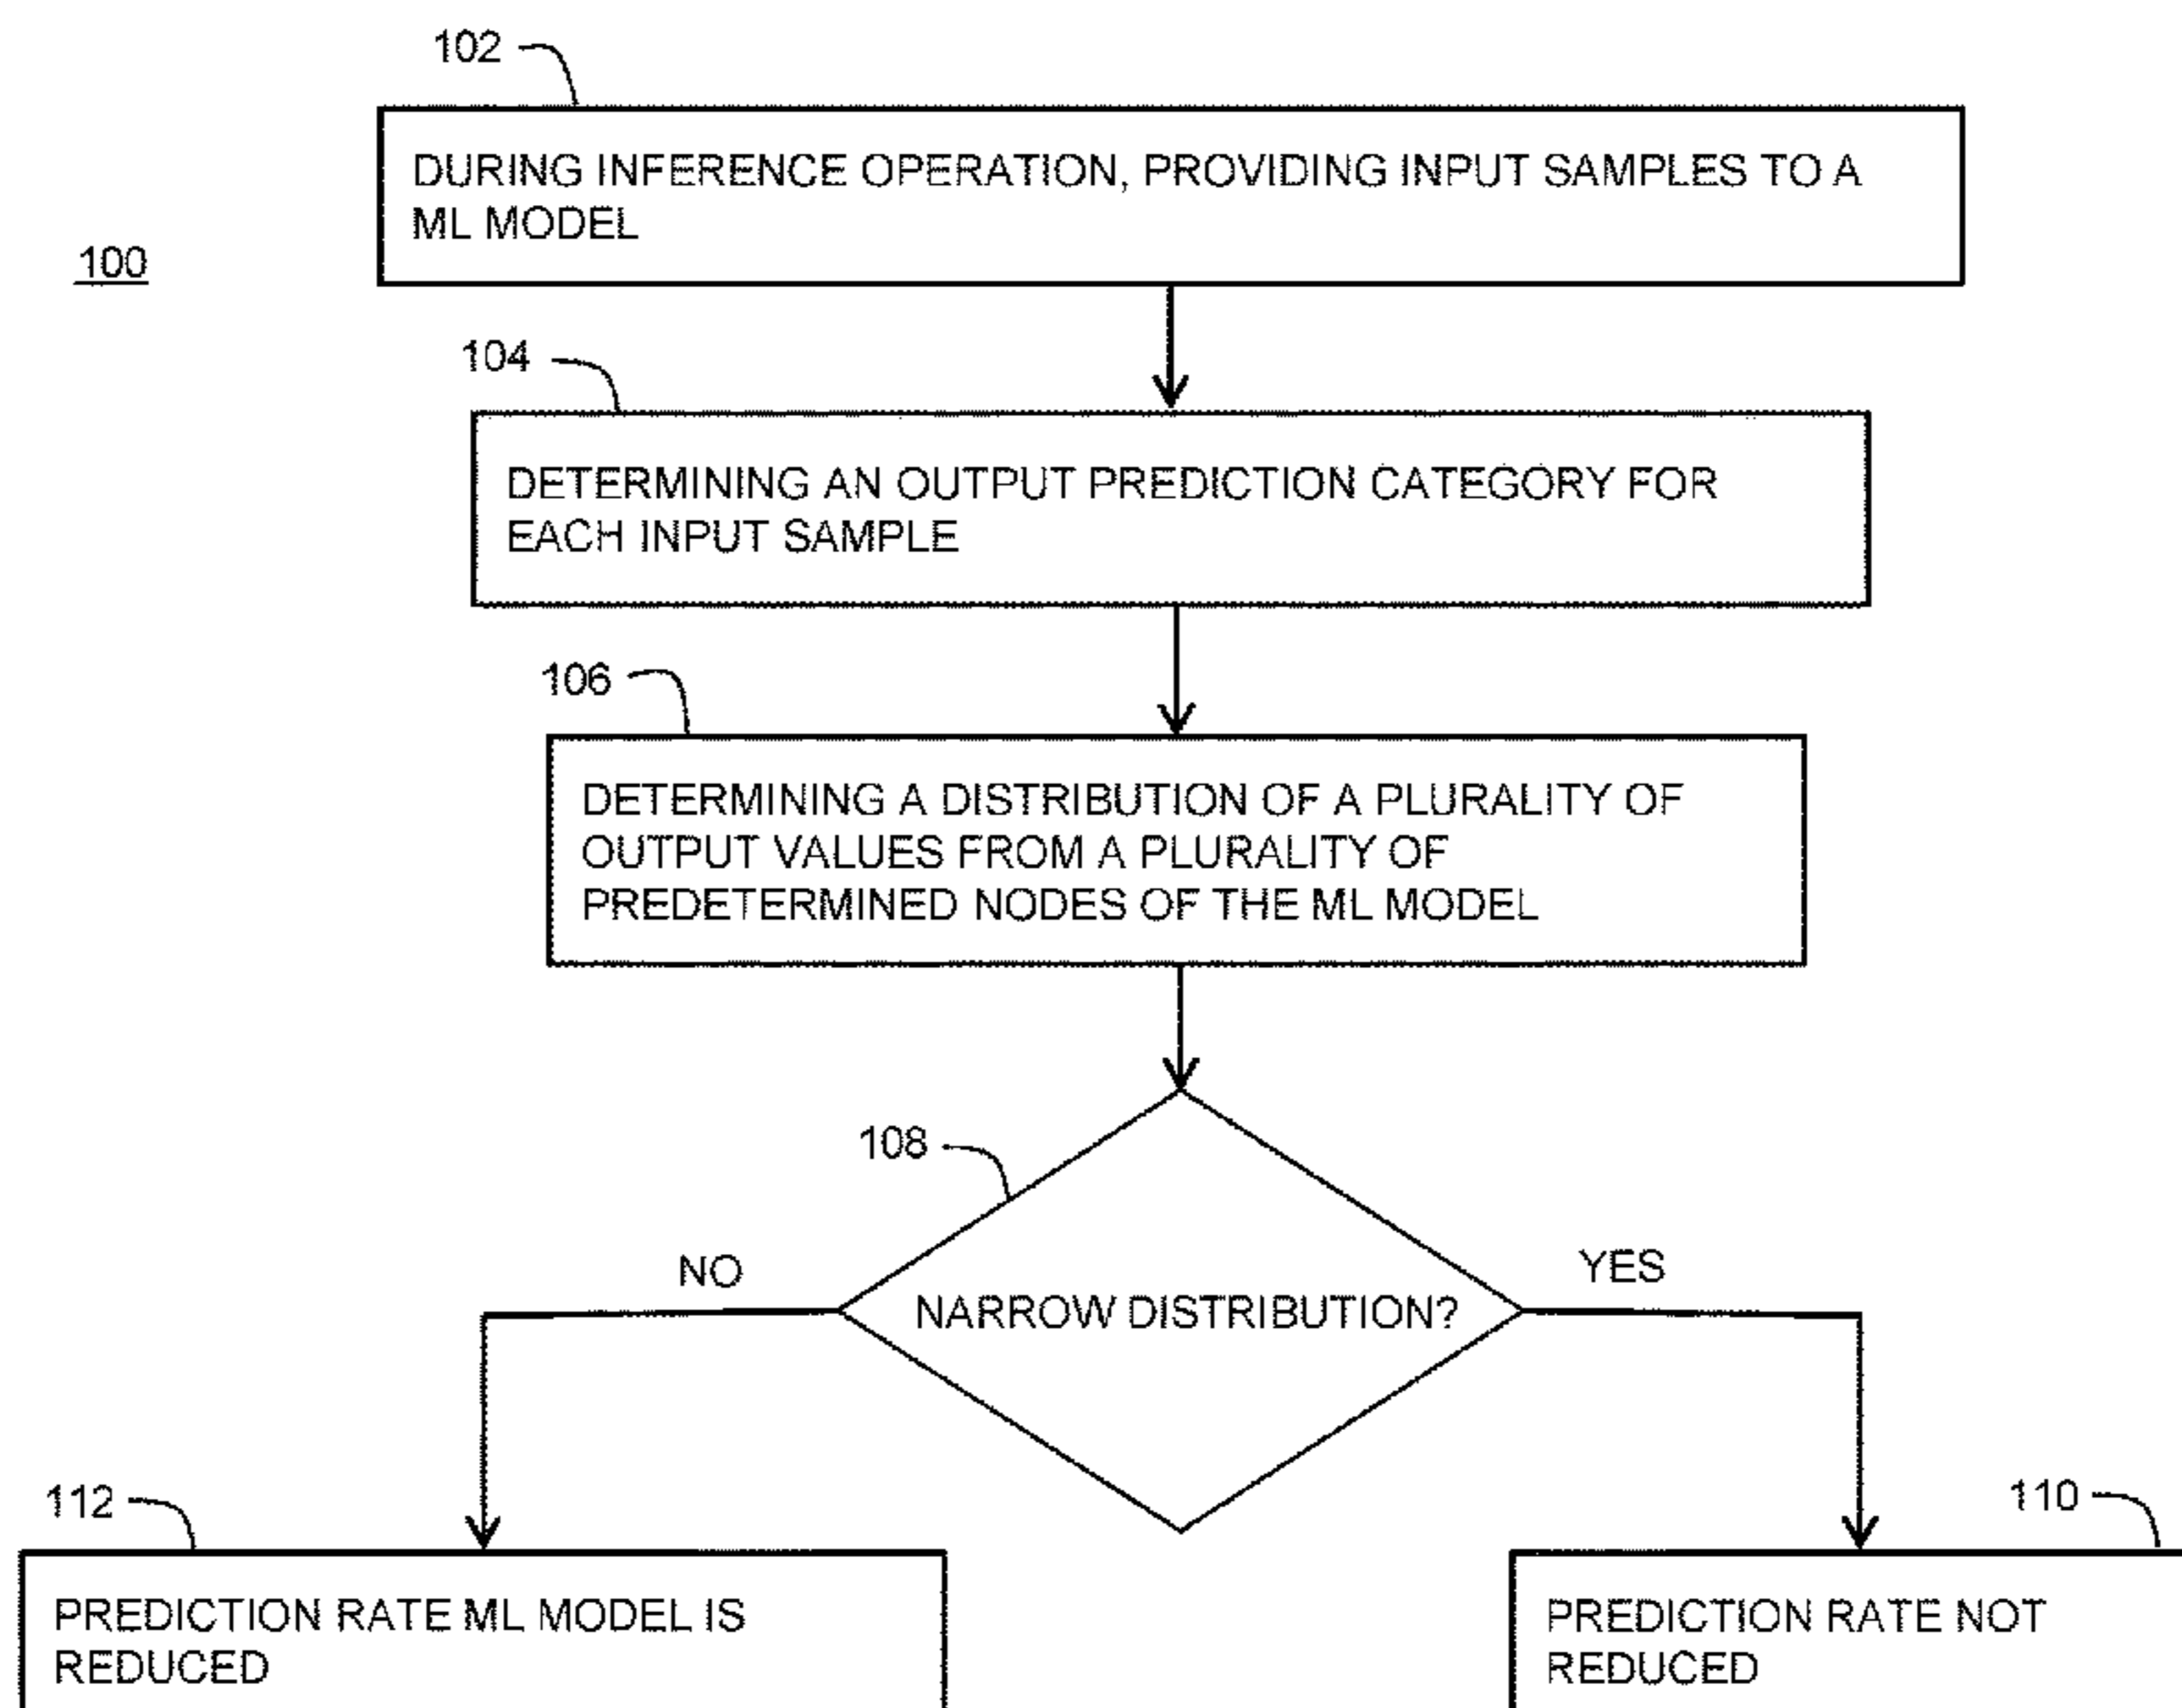 102
DURING INFERENCE OPERATION, PROVIDING INPUT SAMPLES TO A
ML MODEL
100
104
DETERMINING AN OUTPUT PREDICTION CATEGORY FOR
EACH INPUT SAMPLE
106
DETERMINING A DISTRIBUTION OF A PLURALITY OF
OUTPUT VALUES FROM A PLURALITY OF
PREDETERMINED NODES OF THE ML MODEL
108
NO
YES
NARROW DISTRIBUTION?
112
110
PREDICTION RATE ML MODEL IS
REDUCED
PREDICTION RATE NOT
REDUCED